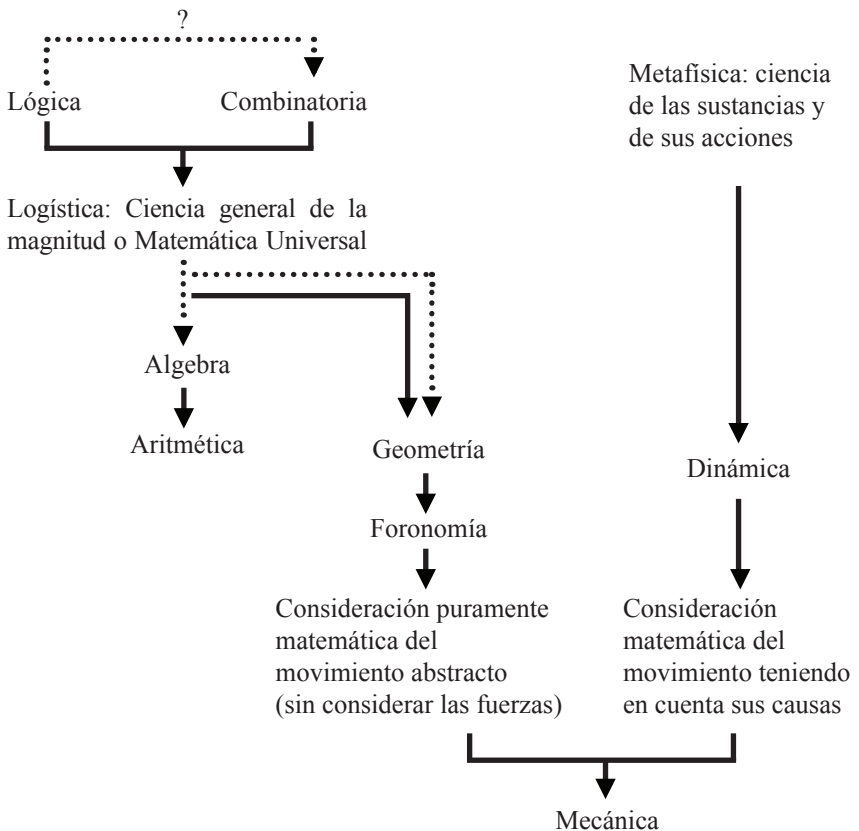 ?
Lógica
Combinatoria
Metafísica: ciencia
de las sustancias y
de sus acciones
Logística: Ciencia general de la
magnitud o Matemática Universal
Algebra
Aritmética
Geometría
Dinámica
Foronomía
Consideración puramente
matemática del
movimiento abstracto
(sin considerar las fuerzas)
Consideración
matemática del
movimiento teniendo
en cuenta sus causas
Mecánica